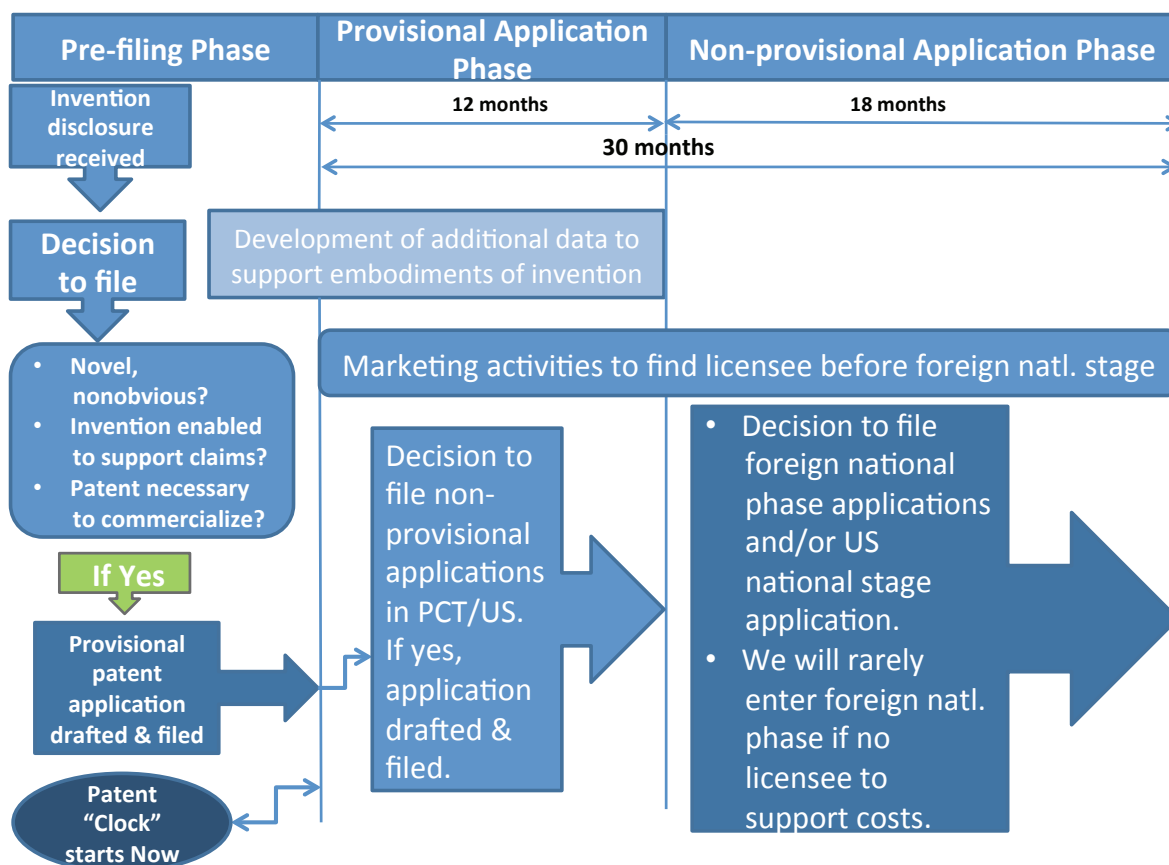 Pre-filing Phase
Provisional Application
Phase
Non-provisional Application Phase
Invention
disclosure
received
12 months
18 months
30 months
Decision
to file
Development of additional data to
support embodiments of invention
• Novel,
nonobvious?
• Invention enabled
to support claims?
• Patent necessary
to commercialize?
Marketing activities to find licensee before foreign natl. stage
If Yes
Provisional
patent
application
drafted & filed
Patent
“Clock”
starts Now
Decision to
file non-
provisional
applications
in PCT/US.
If yes,
application
drafted &
filed.
• Decision to file
foreign national
phase applications
and/or US
national stage
application.
• We will rarely
enter foreign natl.
phase if no
licensee to
support costs.